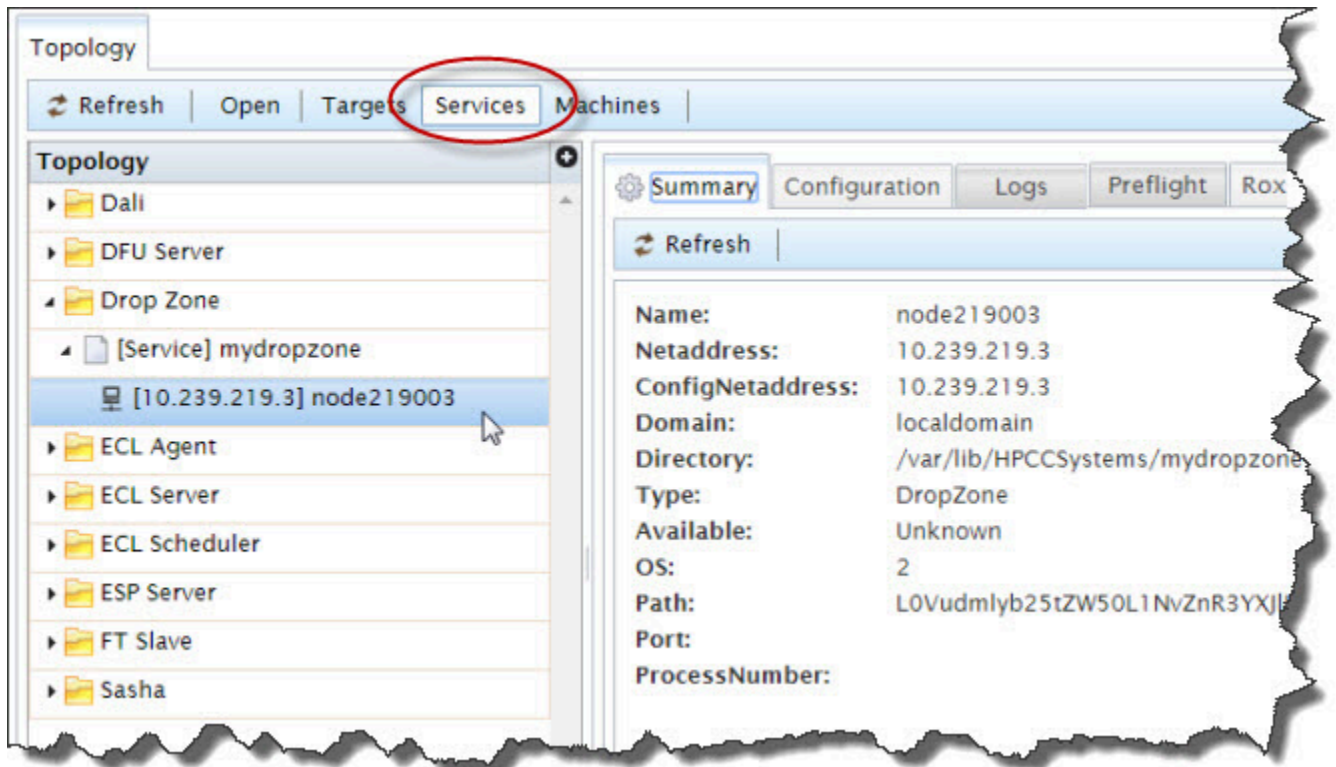 Topology
Refresh Open Targets Services Machines
Topology
Dali
DFU Server
Drop Zone
[Service] mydropzone
[10.239.219.3] node219003
ECL Agent
ECL Server
ECL Scheduler
ESP Server
FT Slave
Sasha
Summary Configuration Logs Preflight Rox
Refresh
Name: node219003
Netaddress: 10.239.219.3
ConfigNetaddress: 10.239.219.3
Domain: localdomain
Directory: /var/lib/HPCCSystems/mydropzone
Type: DropZone
Available: Unknown
OS: 2
Path: L0Vudmlyb25tZW50L1NvZnR3YXJl
Port:
ProcessNumber: